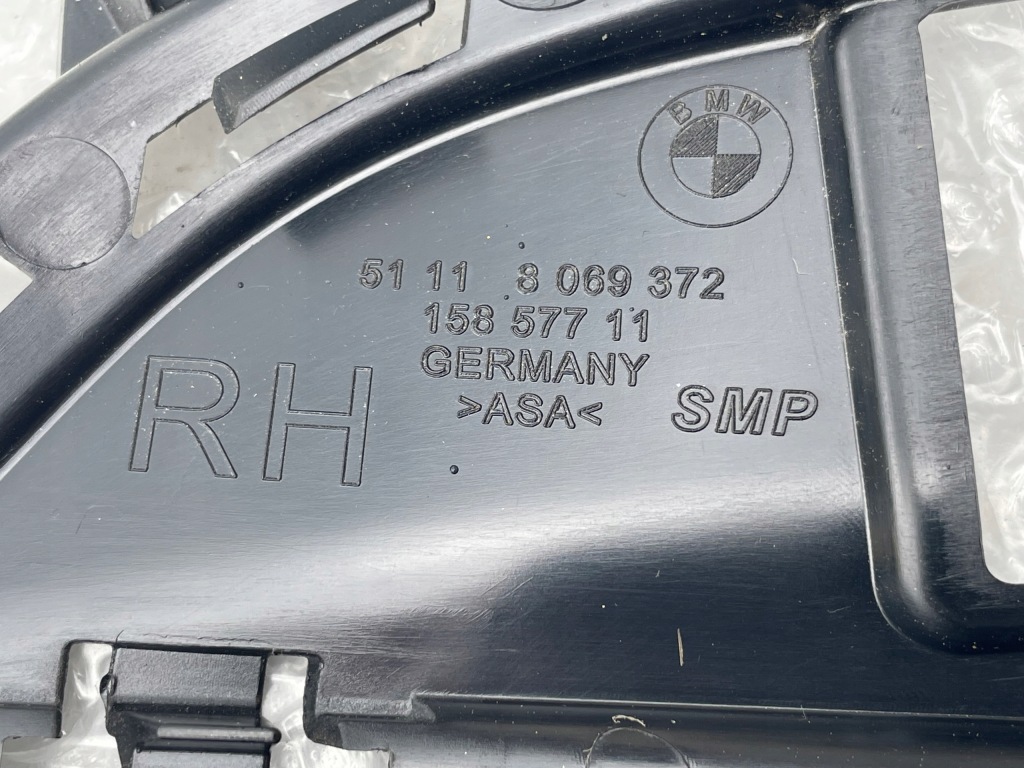 BMW
51 11 8 069 372
158 577 11
GERMANY
>ASA<
SMP
RH